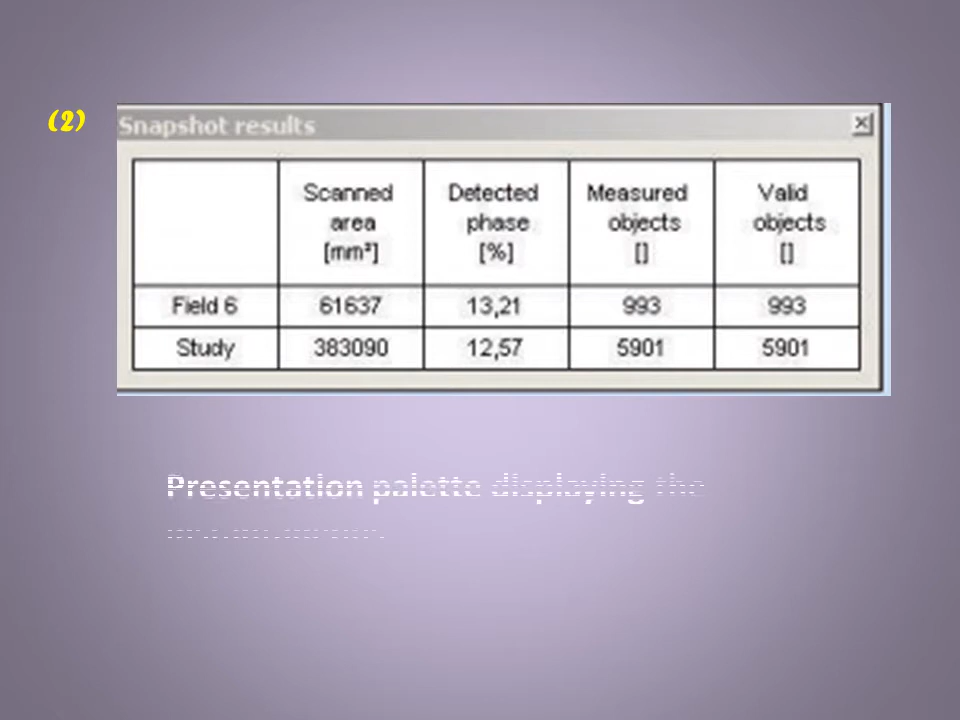 (2)
Snapshot results
Scanned area [mm²] Detected phase [%] Measured objects [] Valid objects []
Field 6 61637 13,21 993 993
Study 383090 12,57 5901 5901
Presentation palette displaying the